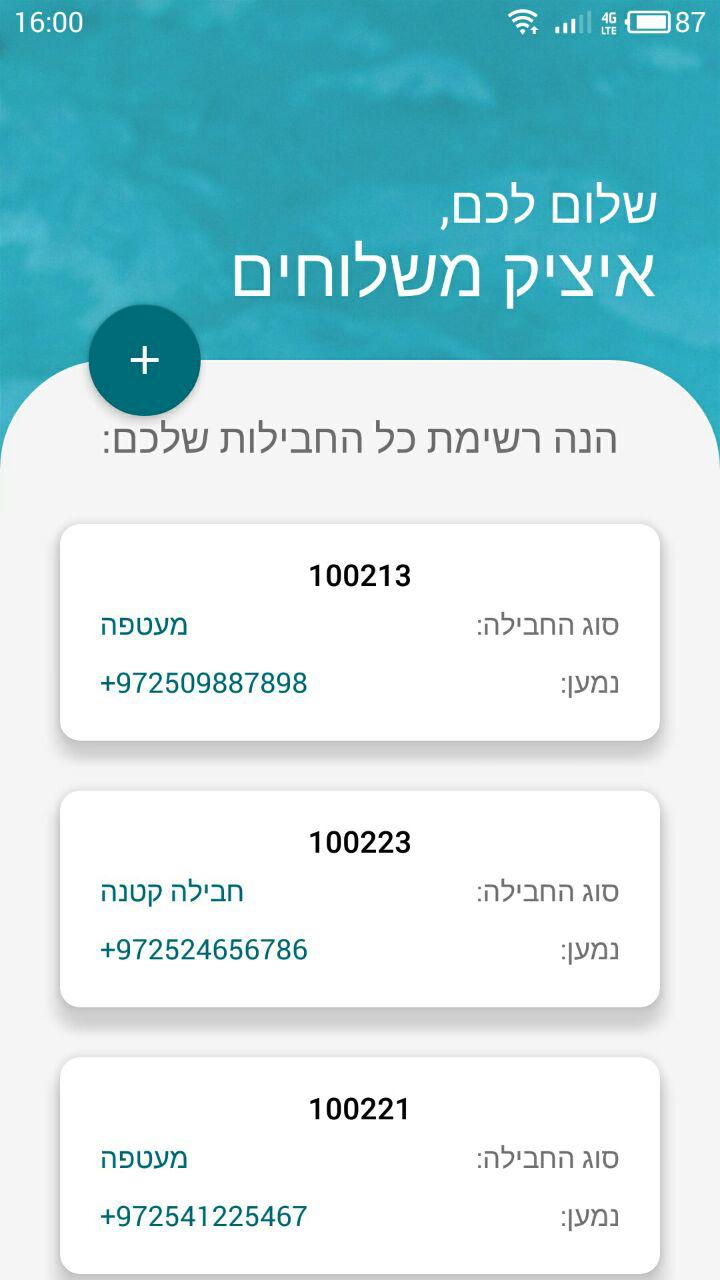 16:00
4G LTE 87
שלום לכם,
איציק משלוחים
+
הנה רשימת כל החבילות שלכם:
100213
סוג החבילה: מעטפה
נמען: +972509887898
100223
סוג החבילה: חבילה קטנה
נמען: +972524656786
100221
סוג החבילה: מעטפה
נמען: +972541225467